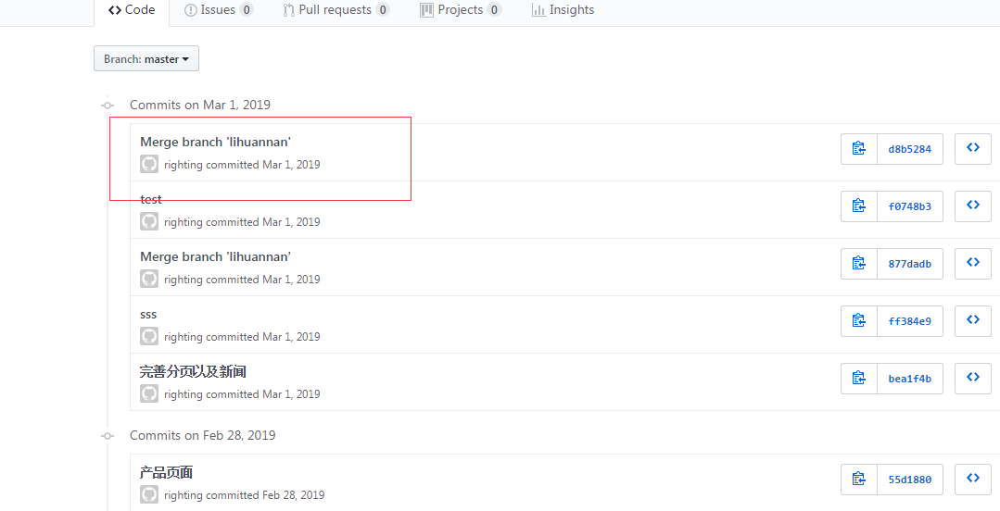 Code Issues 0 Pull requests 0 Projects 0 Insights
Branch: master
Commits on Mar 1, 2019
Merge branch 'lihuannan'
righting committed Mar 1, 2019
d8b5284
test
righting committed Mar 1, 2019
f0748b3
Merge branch 'lihuannan'
righting committed Mar 1, 2019
877dadb
sss
righting committed Mar 1, 2019
ff384e9
完善分页以及新闻
righting committed Mar 1, 2019
bea1f4b
Commits on Feb 28, 2019
产品页面
righting committed Feb 28, 2019
55d1880